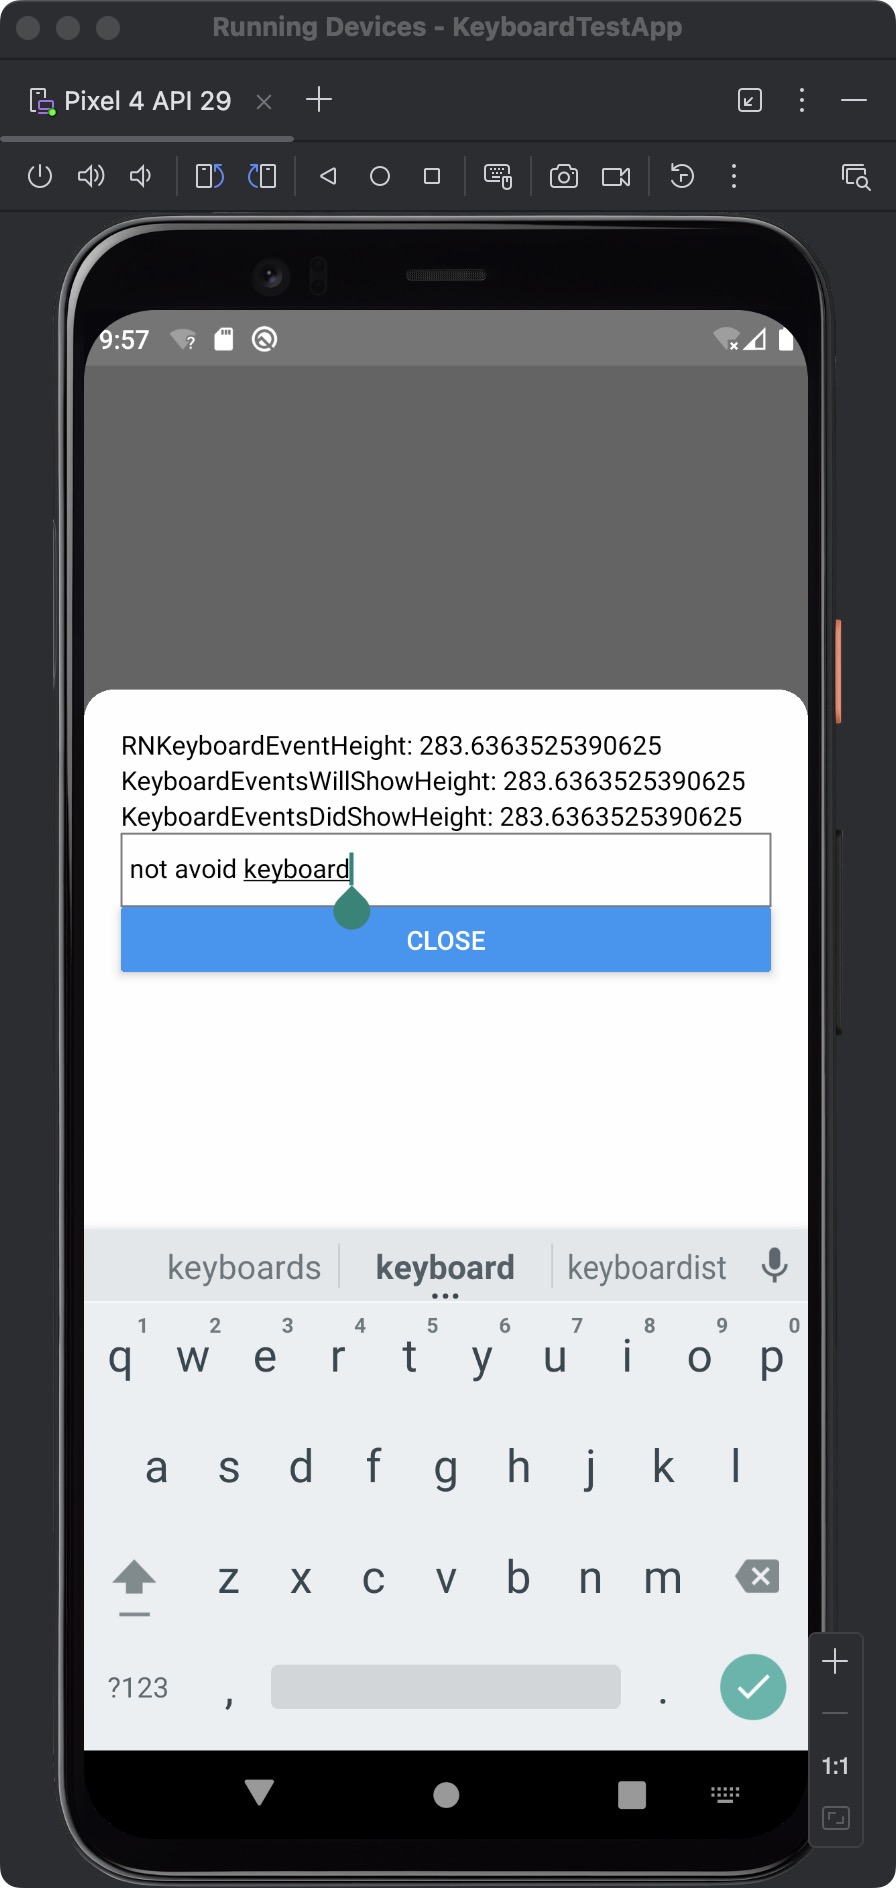 Running Devices - KeyboardTestApp
Pixel 4 API 29
9:57
RNKeyboardEventHeight: 283.6363525390625
KeyboardEventsWillShowHeight: 283.6363525390625
KeyboardEventsDidShowHeight: 283.6363525390625
not avoid keyboard
CLOSE
keyboards keyboard keyboardist
1 2 3 4 5 6 7 8 9 0
q w e r t y u i o p
a s d f g h j k l
z x c v b n m
?123 , .
1:1